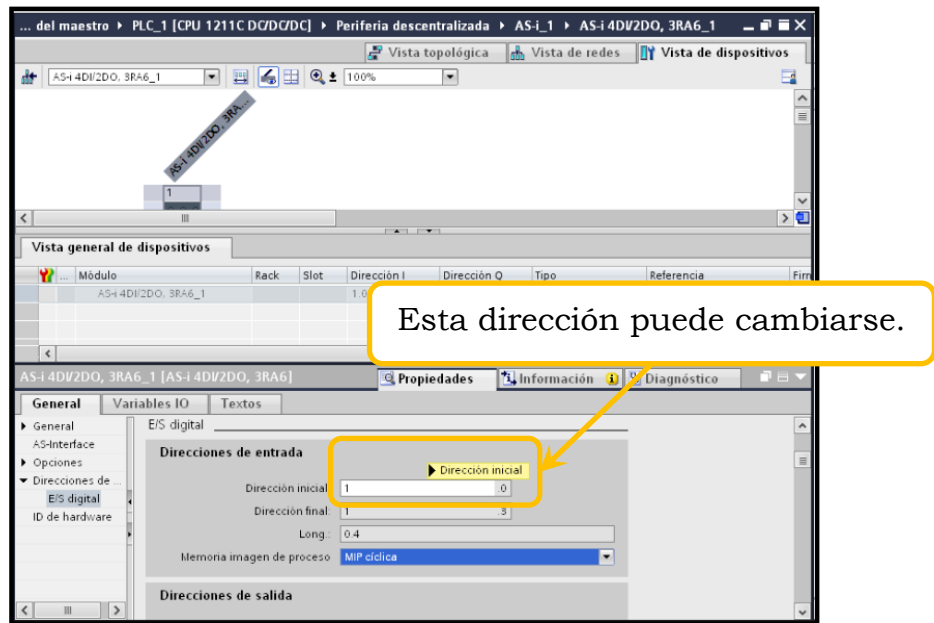 ... del maestro ▸ PLC_1 [CPU 1211C DC/DC/DC] ▸ Periferia descentralizada ▸ AS-i_1 ▸ AS-i 4DI/2DO, 3RA6_1
Vista topológica Vista de redes Vista de dispositivos
AS-i 4DI/2DO, 3RA6_1 100%
AS-i 4DI/2DO, 3RA...
1
Vista general de dispositivos
... Módulo Rack Slot Dirección I Dirección Q Tipo Referencia Firm
AS-i 4DI/2DO, 3RA6_1 1.0
Esta dirección puede cambiarse.
AS-i 4DI/2DO, 3RA6_1 [AS-i 4DI/2DO, 3RA6] Propiedades Información Diagnóstico
General Variables IO Textos
General
AS-Interface
Opciones
Direcciones de ...
E/S digital
ID de hardware
E/S digital
Direcciones de entrada
Dirección inicial
Dirección inicial 1 .0
Dirección final: 1 .3
Long.: 0.4
Memoria imagen de proceso MIP cíclica
Direcciones de salida